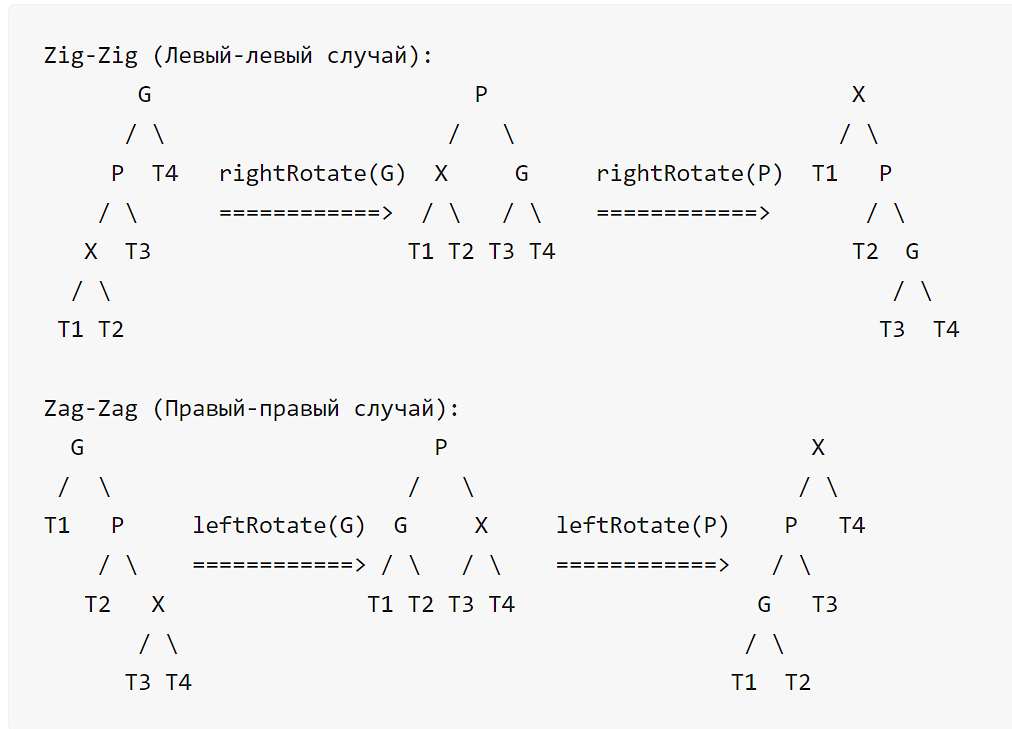 Zig-Zig (Левый-левый случай):
G P X
/ \ / \ / \
P T4 rightRotate(G) X G rightRotate(P) T1 P
/ \ ============> / \ / \ ============> / \
X T3 T1 T2 T3 T4 T2 G
/ \ / \
T1 T2 T3 T4
Zag-Zag (Правый-правый случай):
G P X
/ \ / \ / \
T1 P leftRotate(G) G X leftRotate(P) P T4
/ \ ============> / \ / \ ============> / \
T2 X T1 T2 T3 T4 G T3
/ \ / \
T3 T4 T1 T2